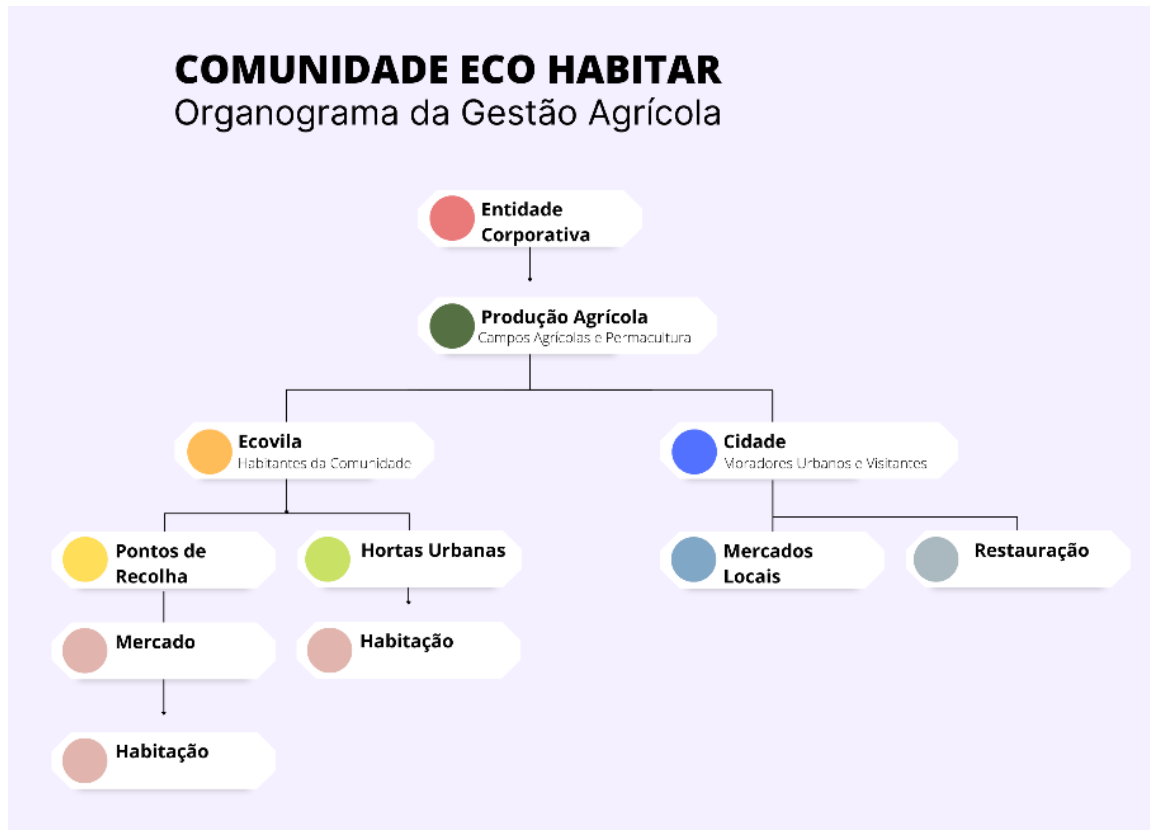 COMUNIDADE ECO HABITAR
Organograma da Gestão Agrícola
Entidade
Corporativa
Produção Agrícola
Campos Agrícolas e Permacultura
Ecovila
Habitantes da Comunidade
Cidade
Moradores Urbanos e Visitantes
Pontos de
Recolha
Hortas Urbanas
Mercados
Locais
Restauração
Mercado
Habitação
Habitação